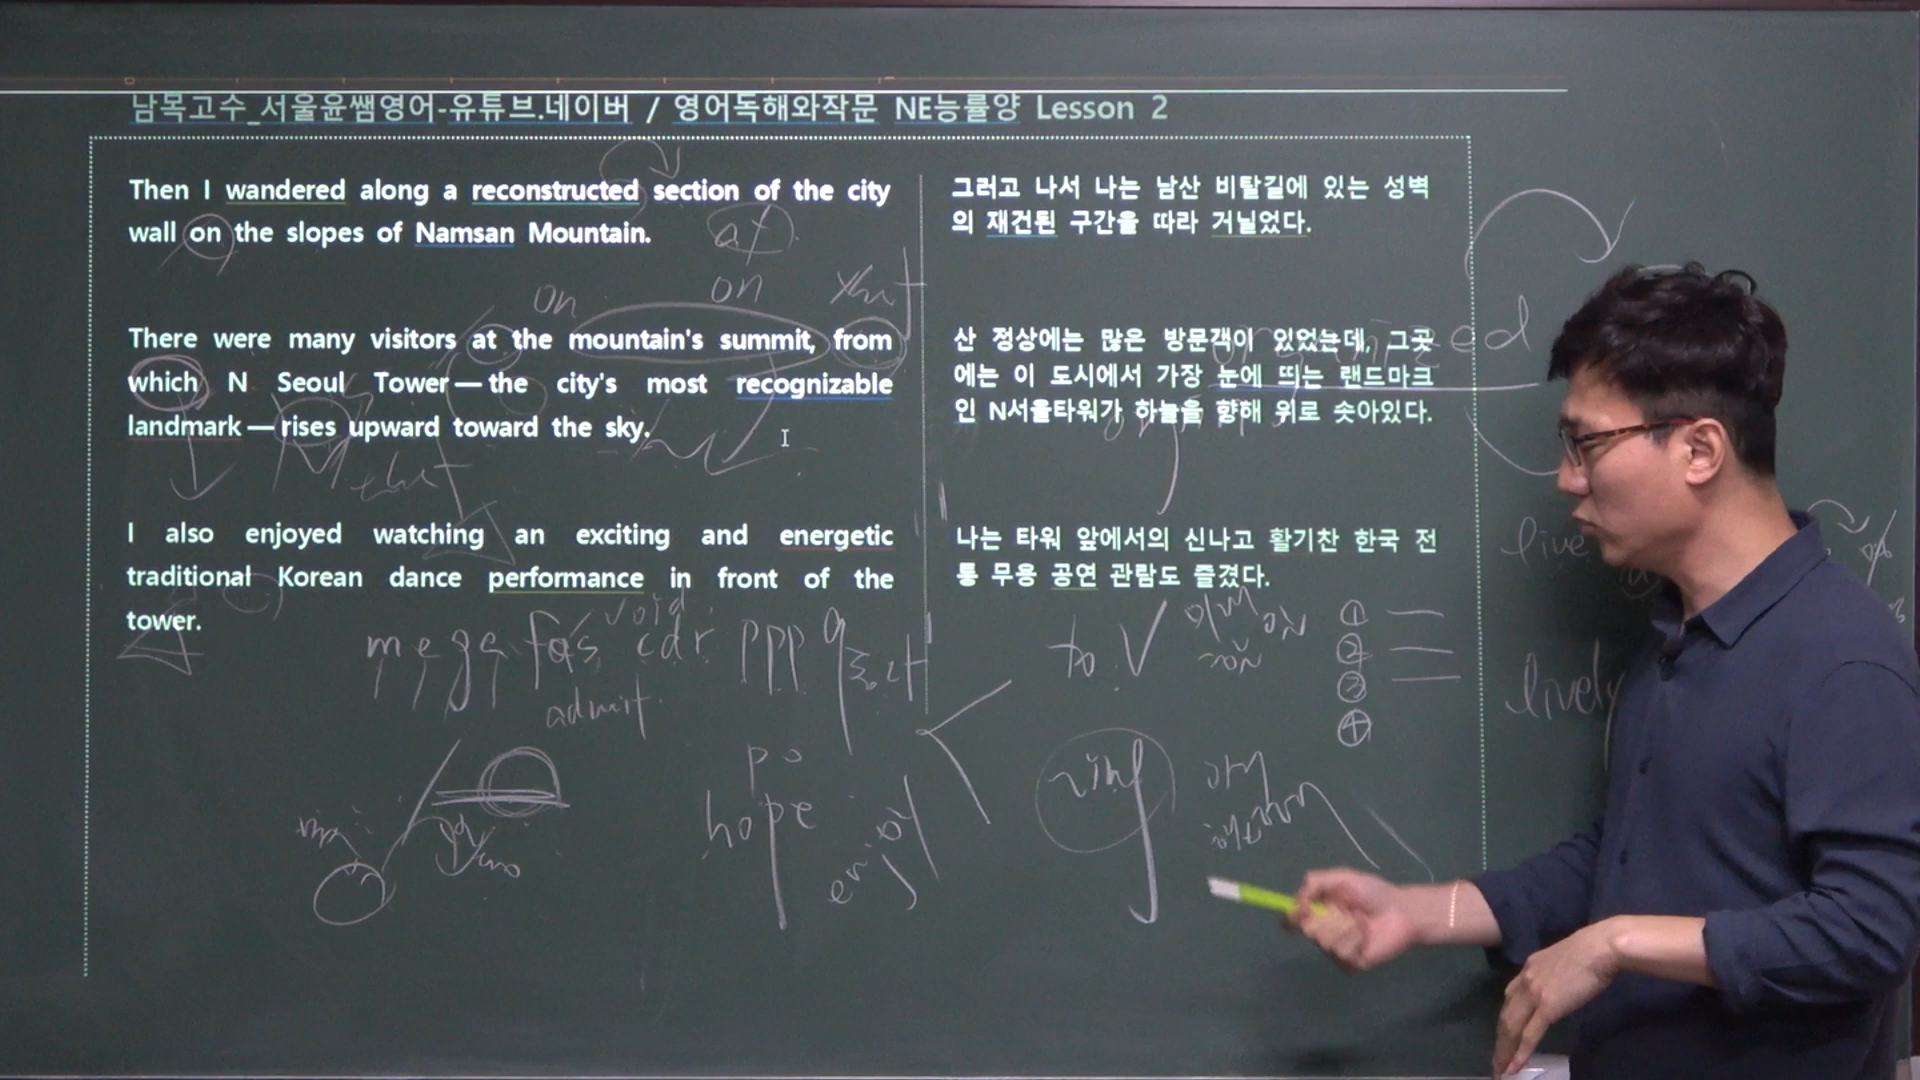 남목고수_서울윤쌤영어-유튜브.네이버 / 영어독해와작문 NE능률양 Lesson 2
Then I wandered along a reconstructed section of the city
wall on the slopes of Namsan Mountain.
그러고 나서 나는 남산 비탈길에 있는 성벽
의 재건된 구간을 따라 거닐었다.
at
on
on
There were many visitors at the mountain's summit, from
which N Seoul Tower — the city's most recognizable
landmark — rises upward toward the sky.
산 정상에는 많은 방문객이 있었는데, 그곳
에는 이 도시에서 가장 눈에 띄는 랜드마크
인 N서울타워가 하늘을 향해 위로 솟아있다.
that
I also enjoyed watching an exciting and energetic
traditional Korean dance performance in front of the
tower.
나는 타워 앞에서의 신나고 활기찬 한국 전
통 무용 공연 관람도 즐겼다.
live
lively
void
mega fas cdr ppp q
admit
to V
①
②
③
④
hope
enjoy